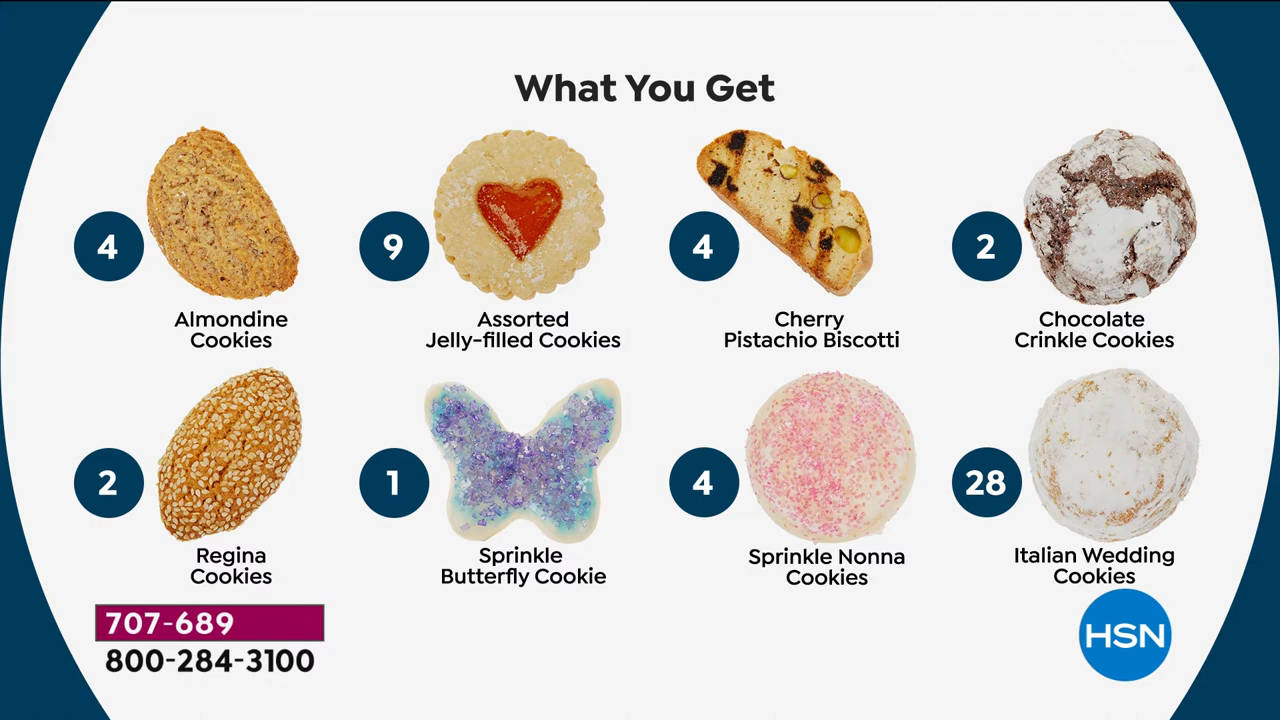 What You Get
4
Almondine
Cookies
9
Assorted
Jelly-filled Cookies
4
Cherry
Pistachio Biscotti
2
Chocolate
Crinkle Cookies
2
Regina
Cookies
1
Sprinkle
Butterfly Cookie
4
Sprinkle Nonna
Cookies
28
Italian Wedding
Cookies
707-689
800-284-3100
HSN